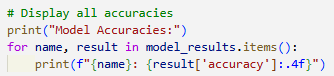 # Display all accuracies
print("Model Accuracies:")
for name, result in model_results.items():
    print(f"{name}: {result['accuracy']:.4f}")